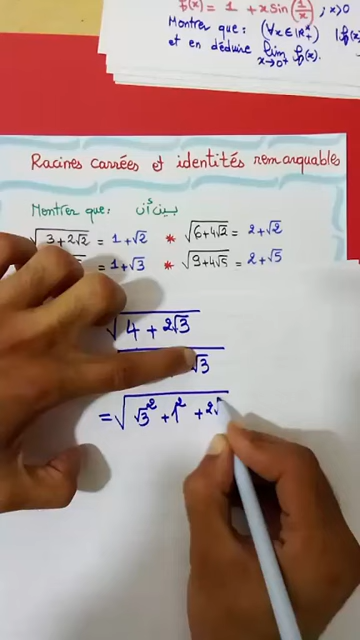 f(x) = 1 + x sin(1/x) ; x>0
Montrer que: (∀x∈ℝ*₊) |f(x)
et en déduire lim x→0⁺ f(x).
Racines carrées et identités remarquables
Montrer que: بين أن
√(3+2√2) = 1+√2 * √(6+4√2) = 2+√2
= 1+√3 * √(9+4√5) = 2+√5
√(4 + 2√3)
√3
= √(√3² + 1² + 2√